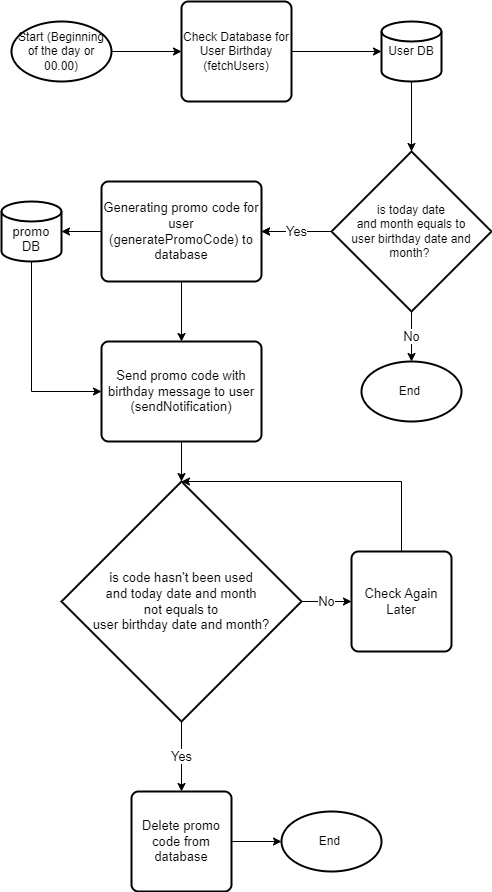 Start (Beginning
of the day or
00.00)
Check Database for
User Birthday
(fetchUsers)
User DB
is today date
and month equals to
user birthday date and
month?
Yes
Generating promo code for
user
(generatePromoCode) to
database
promo
DB
No
End
Send promo code with
birthday message to user
(sendNotification)
is code hasn't been used
and today date and month
not equals to
user birthday date and month?
No
Check Again
Later
Yes
Delete promo
code from
database
End